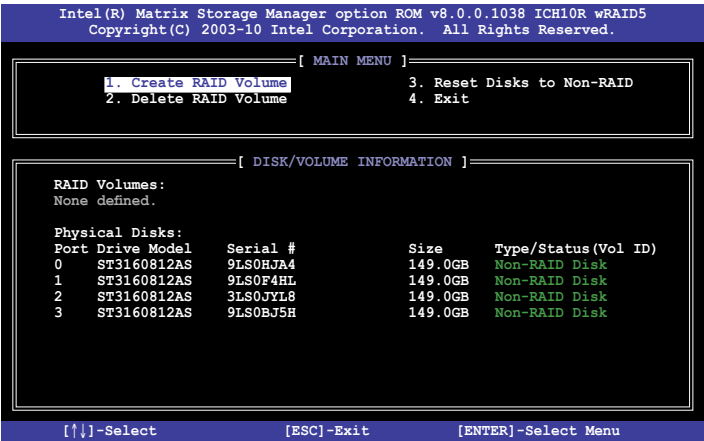 Intel(R) Matrix Storage Manager option ROM v8.0.0.1038 ICH10R wRAID5
Copyright(C) 2003-10 Intel Corporation. All Rights Reserved.
[ MAIN MENU ]
1. Create RAID Volume 3. Reset Disks to Non-RAID
2. Delete RAID Volume 4. Exit
[ DISK/VOLUME INFORMATION ]
RAID Volumes:
None defined.
Physical Disks:
Port Drive Model Serial # Size Type/Status(Vol ID)
0 ST3160812AS 9LS0HJA4 149.0GB Non-RAID Disk
1 ST3160812AS 9LS0F4HL 149.0GB Non-RAID Disk
2 ST3160812AS 3LS0JYL8 149.0GB Non-RAID Disk
3 ST3160812AS 9LS0BJ5H 149.0GB Non-RAID Disk
[↑↓]-Select [ESC]-Exit [ENTER]-Select Menu